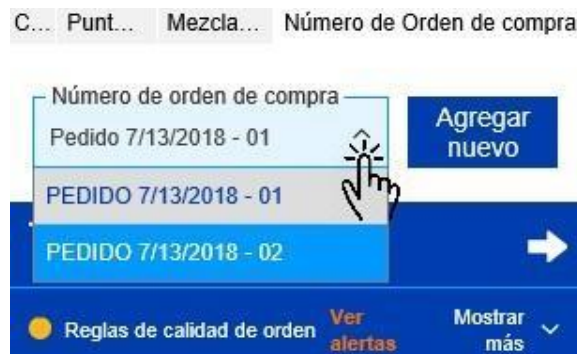 C... Punt... Mezcla... Número de Orden de compra
Número de orden de compra
Pedido 7/13/2018 - 01
Agregar
nuevo
PEDIDO 7/13/2018 - 01
PEDIDO 7/13/2018 - 02
Reglas de calidad de orden
Ver
alertas
Mostrar
más